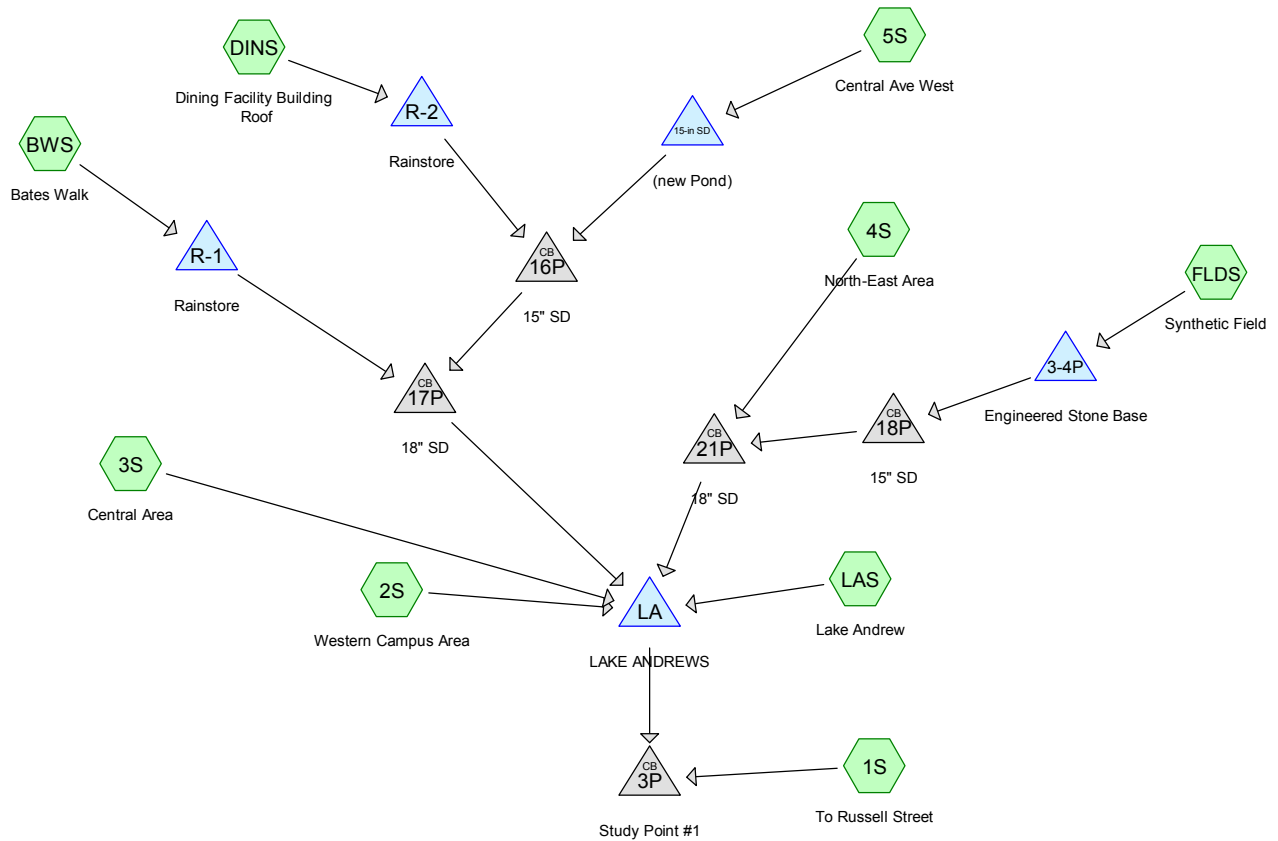 DINS
Dining Facility Building
Roof
5S
Central Ave West
R-2
Rainstore
15-in SD
(new Pond)
BWS
Bates Walk
R-1
Rainstore
CB
16P
15" SD
4S
North-East Area
FLDS
Synthetic Field
3-4P
Engineered Stone Base
CB
17P
18" SD
CB
21P
18" SD
CB
18P
15" SD
3S
Central Area
2S
Western Campus Area
LA
LAKE ANDREWS
LAS
Lake Andrew
CB
3P
Study Point #1
1S
To Russell Street